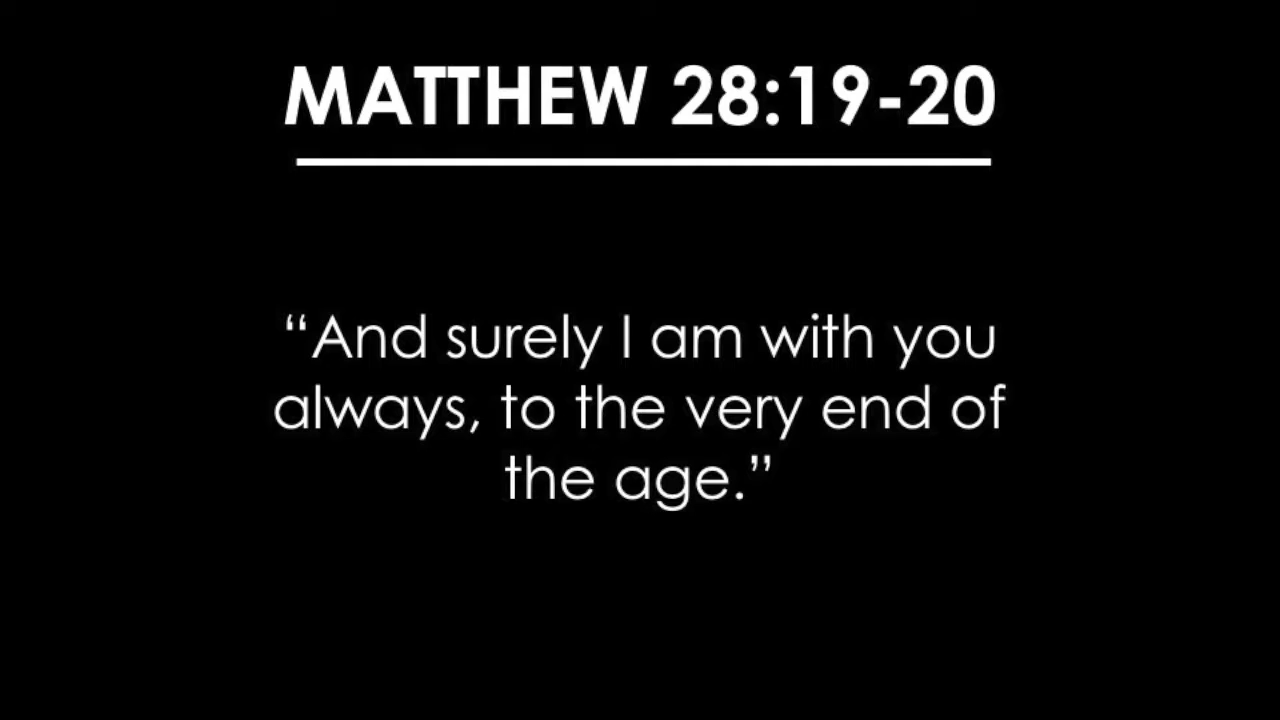 MATTHEW 28:19-20
“And surely I am with you
always, to the very end of
the age.”